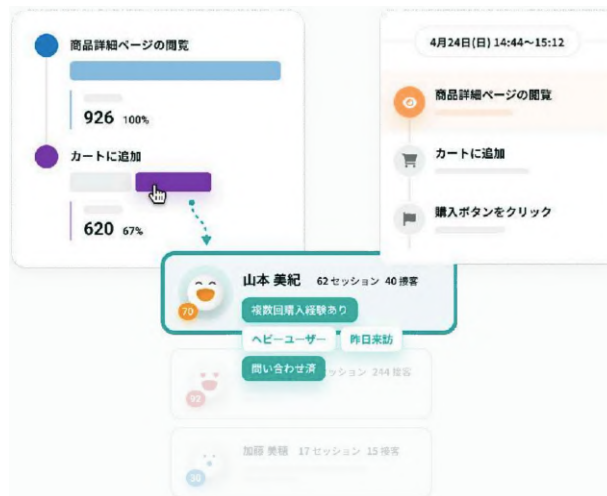 商品詳細ページの閲覧
926 100%
カートに追加
620 67%
4月24日(日) 14:44〜15:12
商品詳細ページの閲覧
カートに追加
購入ボタンをクリック
山本 美紀 62セッション 40接客
70
複数回購入経験あり
ヘビーユーザー 昨日来訪
問い合わせ済 セッション 244 接客
92
加藤 美穂 17セッション 15接客
30